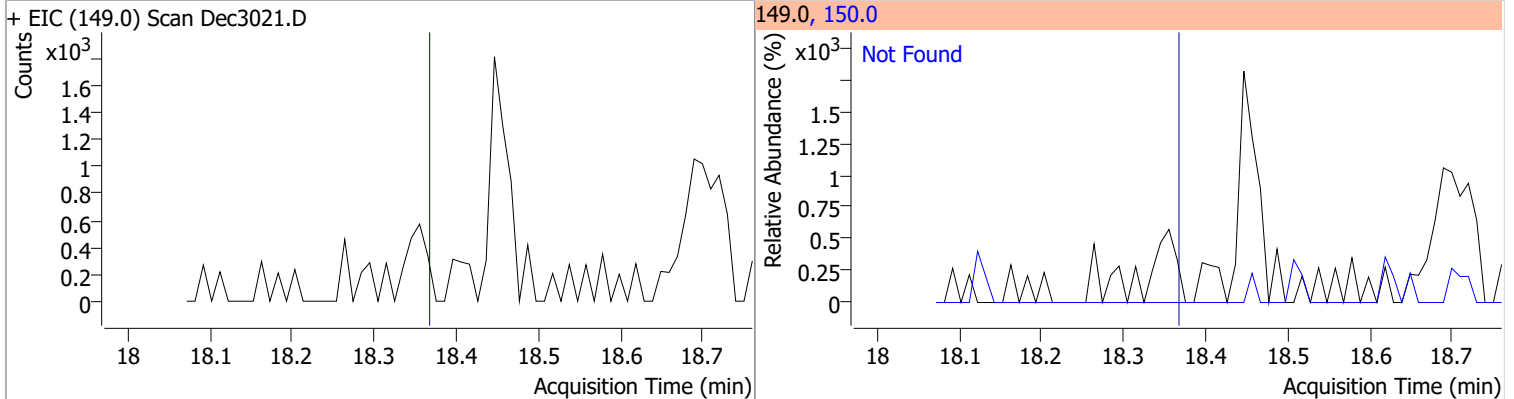 + EIC (149.0) Scan Dec3021.D
Counts
x10³
1.6
1.4
1.2
1
0.8
0.6
0.4
0.2
0
18 18.1 18.2 18.3 18.4 18.5 18.6 18.7
Acquisition Time (min)
149.0, 150.0
Relative Abundance (%)
x10³
Not Found
1.5
1.25
1
0.75
0.5
0.25
0
18 18.1 18.2 18.3 18.4 18.5 18.6 18.7
Acquisition Time (min)